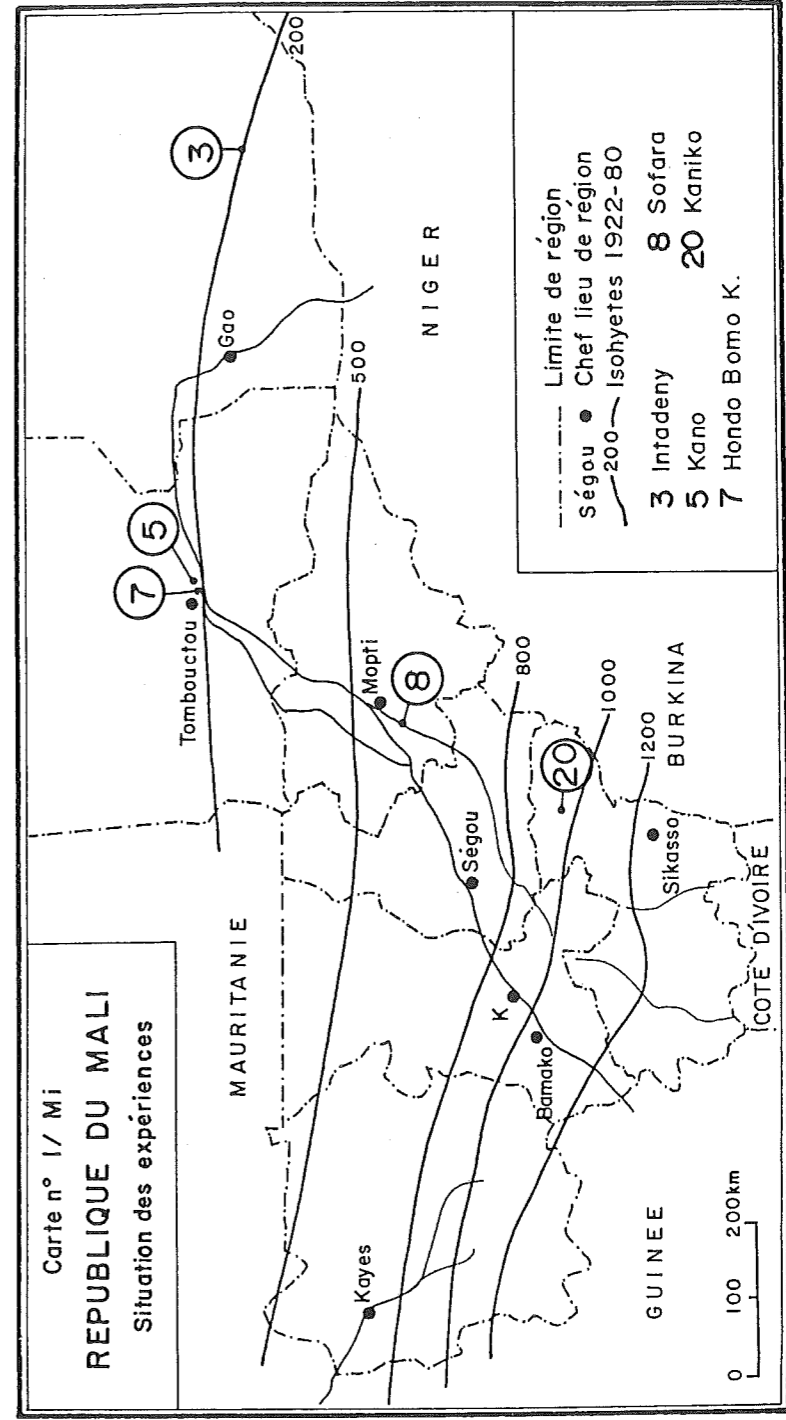 Carte n° 1/ Mi
REPUBLIQUE DU MALI
Situation des expériences
MAURITANIE
NIGER
BURKINA
COTE D'IVOIRE
GUINEE
Tombouctou
Gao
Mopti
Ségou
K
Bamako
Kayes
Sikasso
7
5
3
8
20
200
500
800
1000
1200
0 100 200km
Limite de région
Ségou Chef lieu de région
200 Isohyetes 1922-80
3 Intadeny 8 Sofara
5 Kano 20 Kaniko
7 Hondo Bomo K.